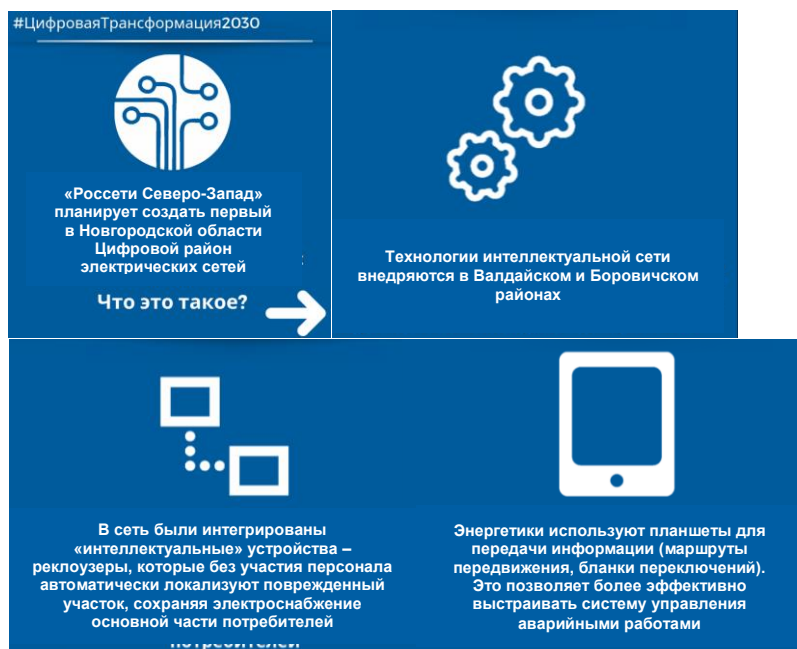 #ЦифроваяТрансформация2030
«Россети Северо-Запад»
планирует создать первый
в Новгородской области
Цифровой район
электрических сетей
Что это такое?
Технологии интеллектуальной сети
внедряются в Валдайском и Боровичском
районах
В сеть были интегрированы
«интеллектуальные» устройства –
реклоузеры, которые без участия персонала
автоматически локализуют поврежденный
участок, сохраняя электроснабжение
основной части потребителей
Энергетики используют планшеты для
передачи информации (маршруты
передвижения, бланки переключений).
Это позволяет более эффективно
выстраивать систему управления
аварийными работами